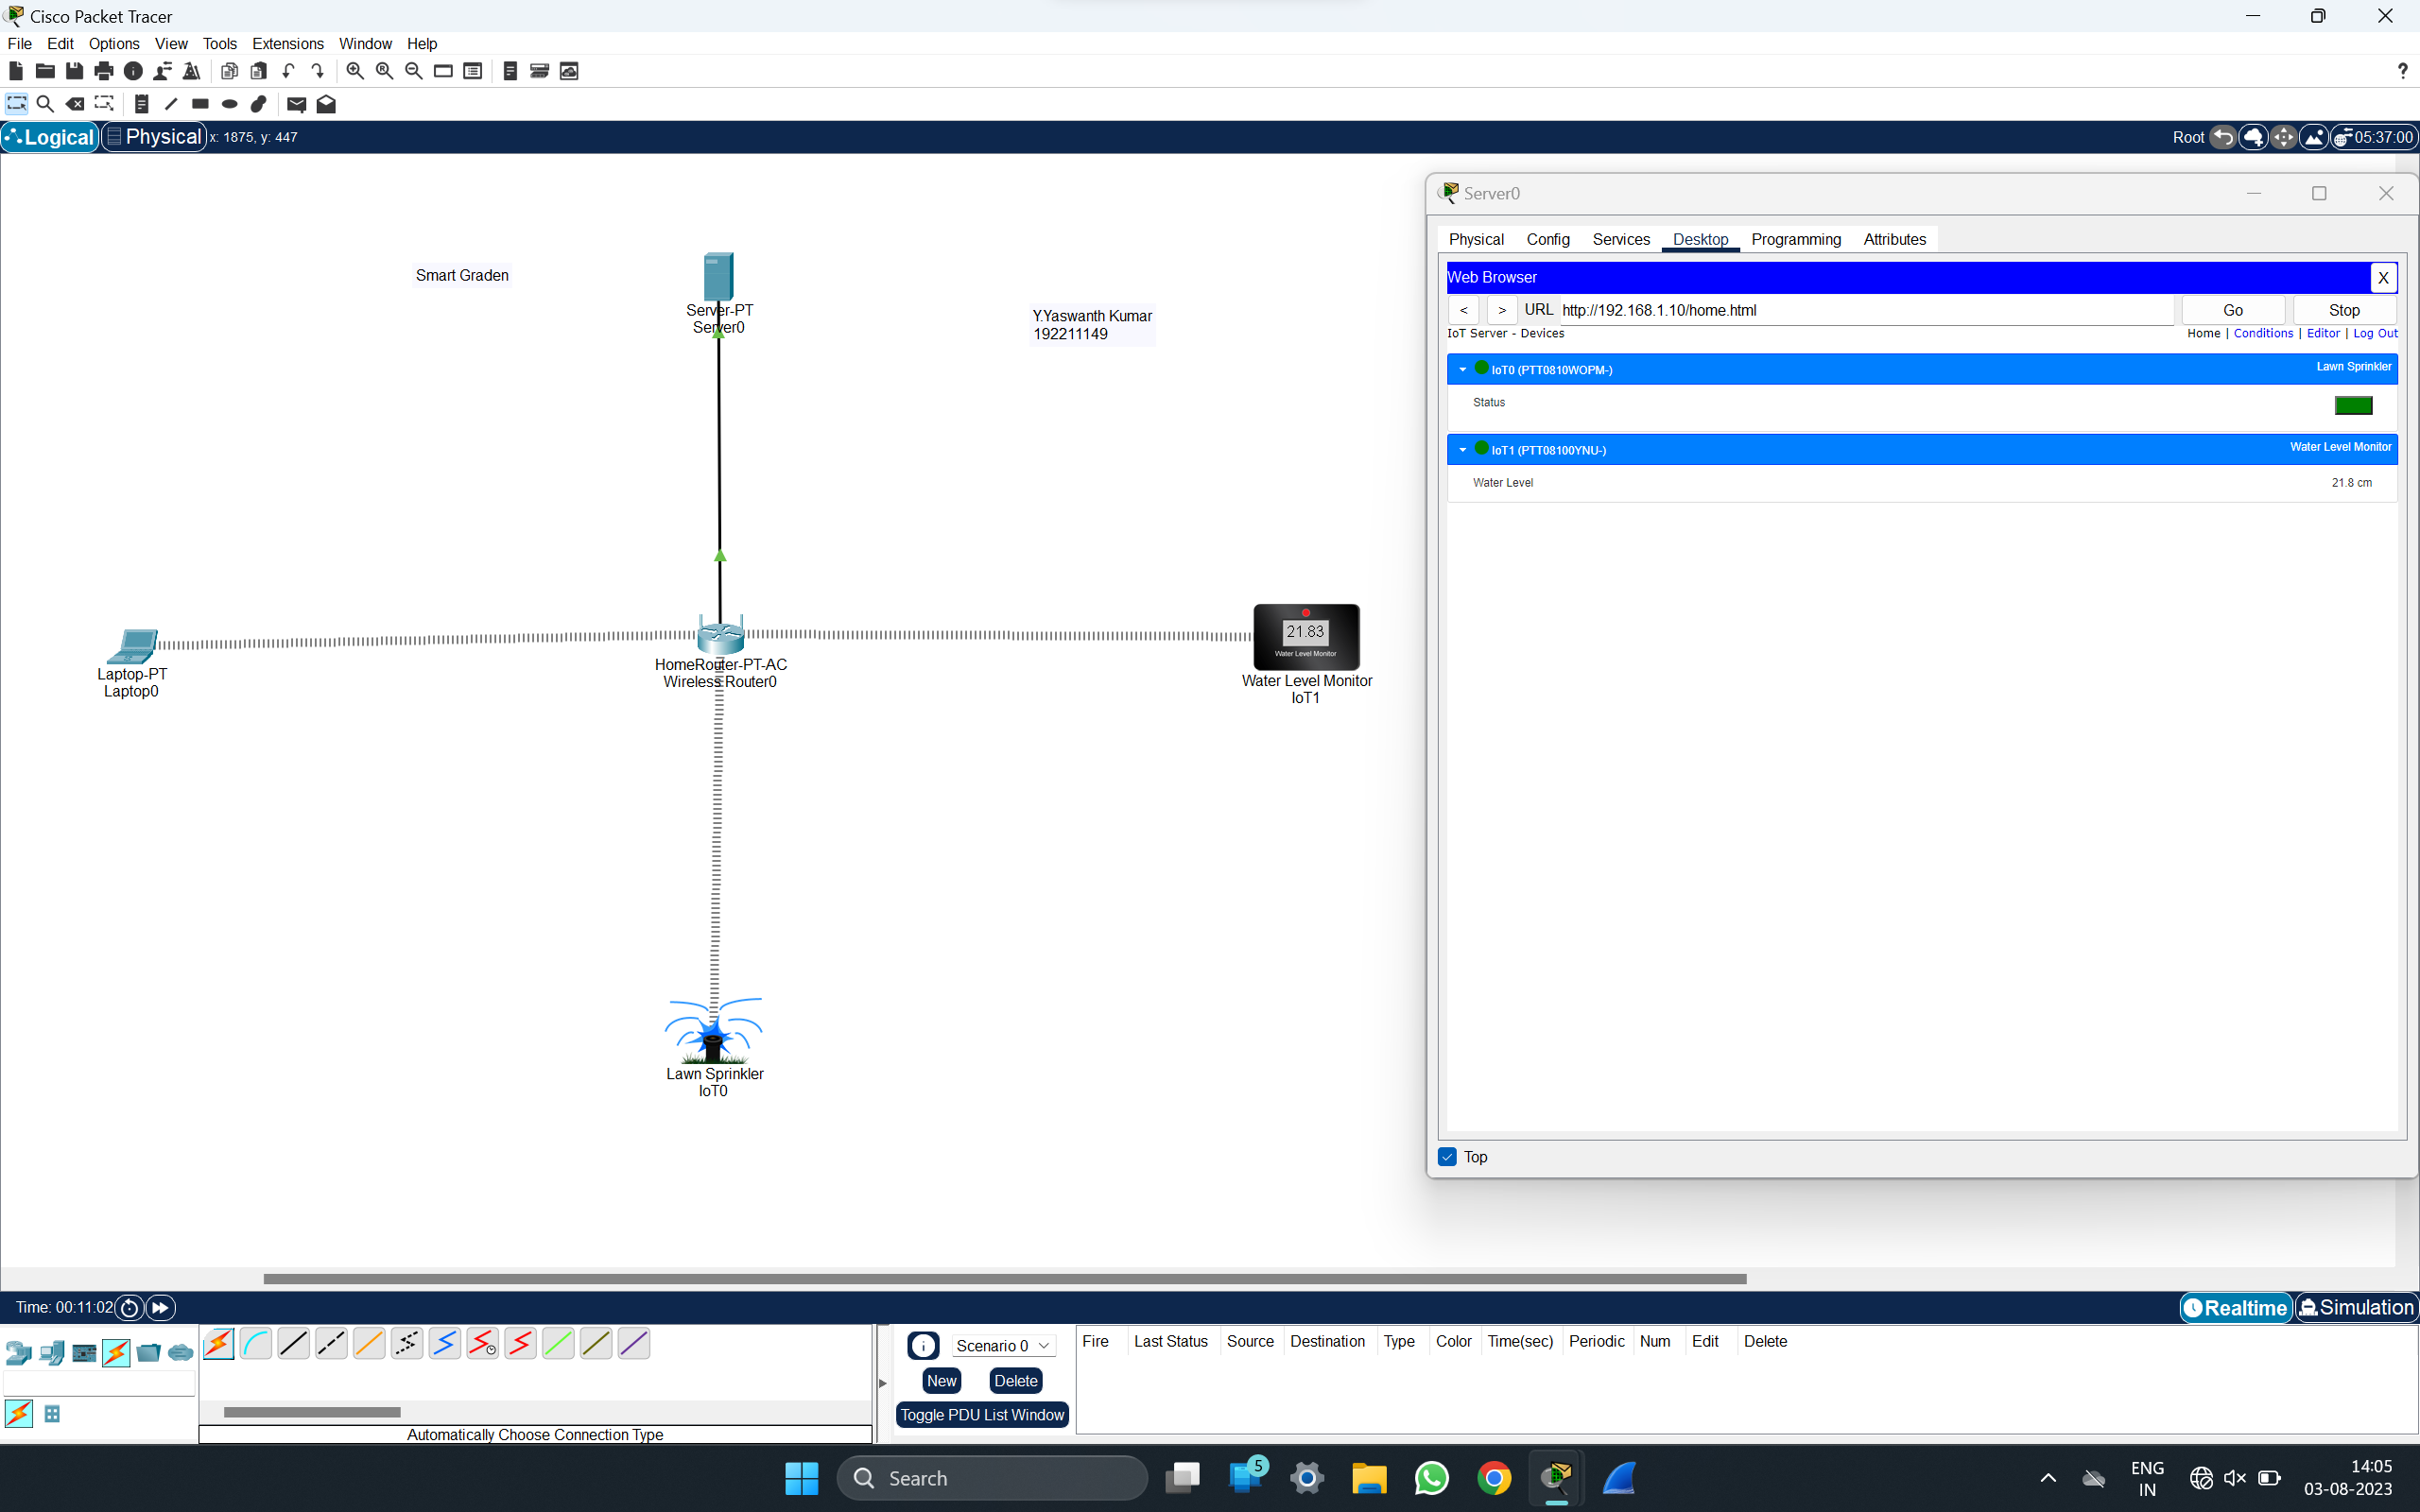 Cisco Packet Tracer
File Edit Options View Tools Extensions Window Help
?
Logical Physical x: 1875, y: 447 Root 05:37:00
Smart Graden
Server-PT
Server0
Y.Yaswanth Kumar
192211149
Laptop-PT
Laptop0
HomeRouter-PT-AC
Wireless Router0
21.83
Water Level Monitor
Water Level Monitor
IoT1
Lawn Sprinkler
IoT0
Server0
Physical Config Services Desktop Programming Attributes
Web Browser X
< > URL http://192.168.1.10/home.html Go Stop
IoT Server - Devices Home | Conditions | Editor | Log Out
IoT0 (PTT0810WOPM-) Lawn Sprinkler
Status
IoT1 (PTT08100YNU-) Water Level Monitor
Water Level 21.8 cm
Top
Time: 00:11:02 Realtime Simulation
Scenario 0
New Delete
Toggle PDU List Window
Fire Last Status Source Destination Type Color Time(sec) Periodic Num Edit Delete
Automatically Choose Connection Type
Search
5
ENG
IN
14:05
03-08-2023